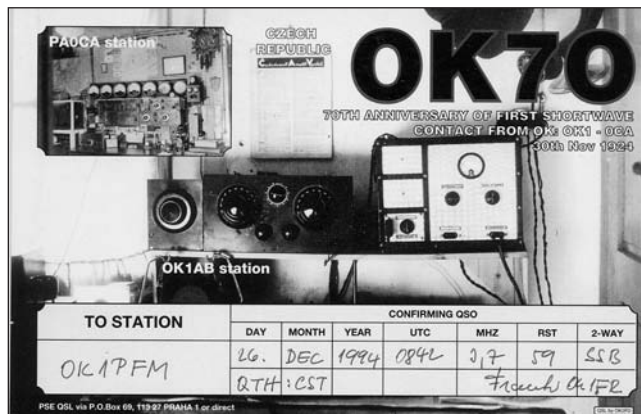 PA0CA station
CZECH
REPUBLIC
OK70
70TH ANNIVERSARY OF FIRST SHORTWAVE
CONTACT FROM OK: OK1 - 0CA
30th Nov 1924
OK1AB station
TO STATION
CONFIRMING QSO
DAY MONTH YEAR UTC MHZ RST 2-WAY
OK1PFM
26. DEC 1994 0842 3,7 59 SSB
QTH: CST
PSE QSL via P.O.Box 69, 113 27 PRAHA 1 or direct